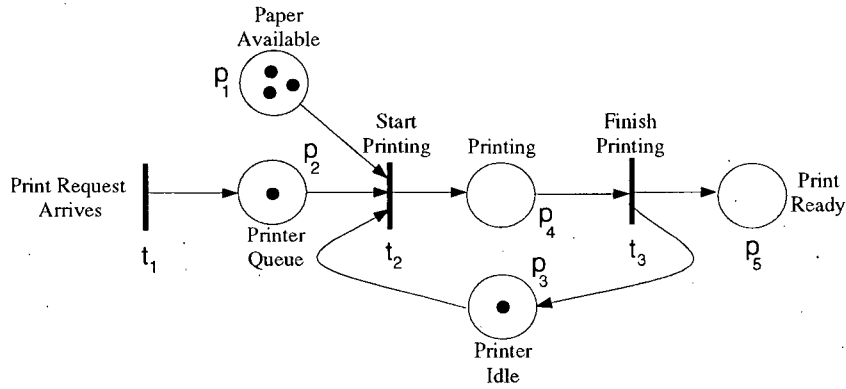 Paper
Available
p1
Start
Printing
Printing
Finish
Printing
p2
Print Request
Arrives
Print
Ready
p4
Printer
Queue
t1
t2
p3
t3
p5
Printer
Idle